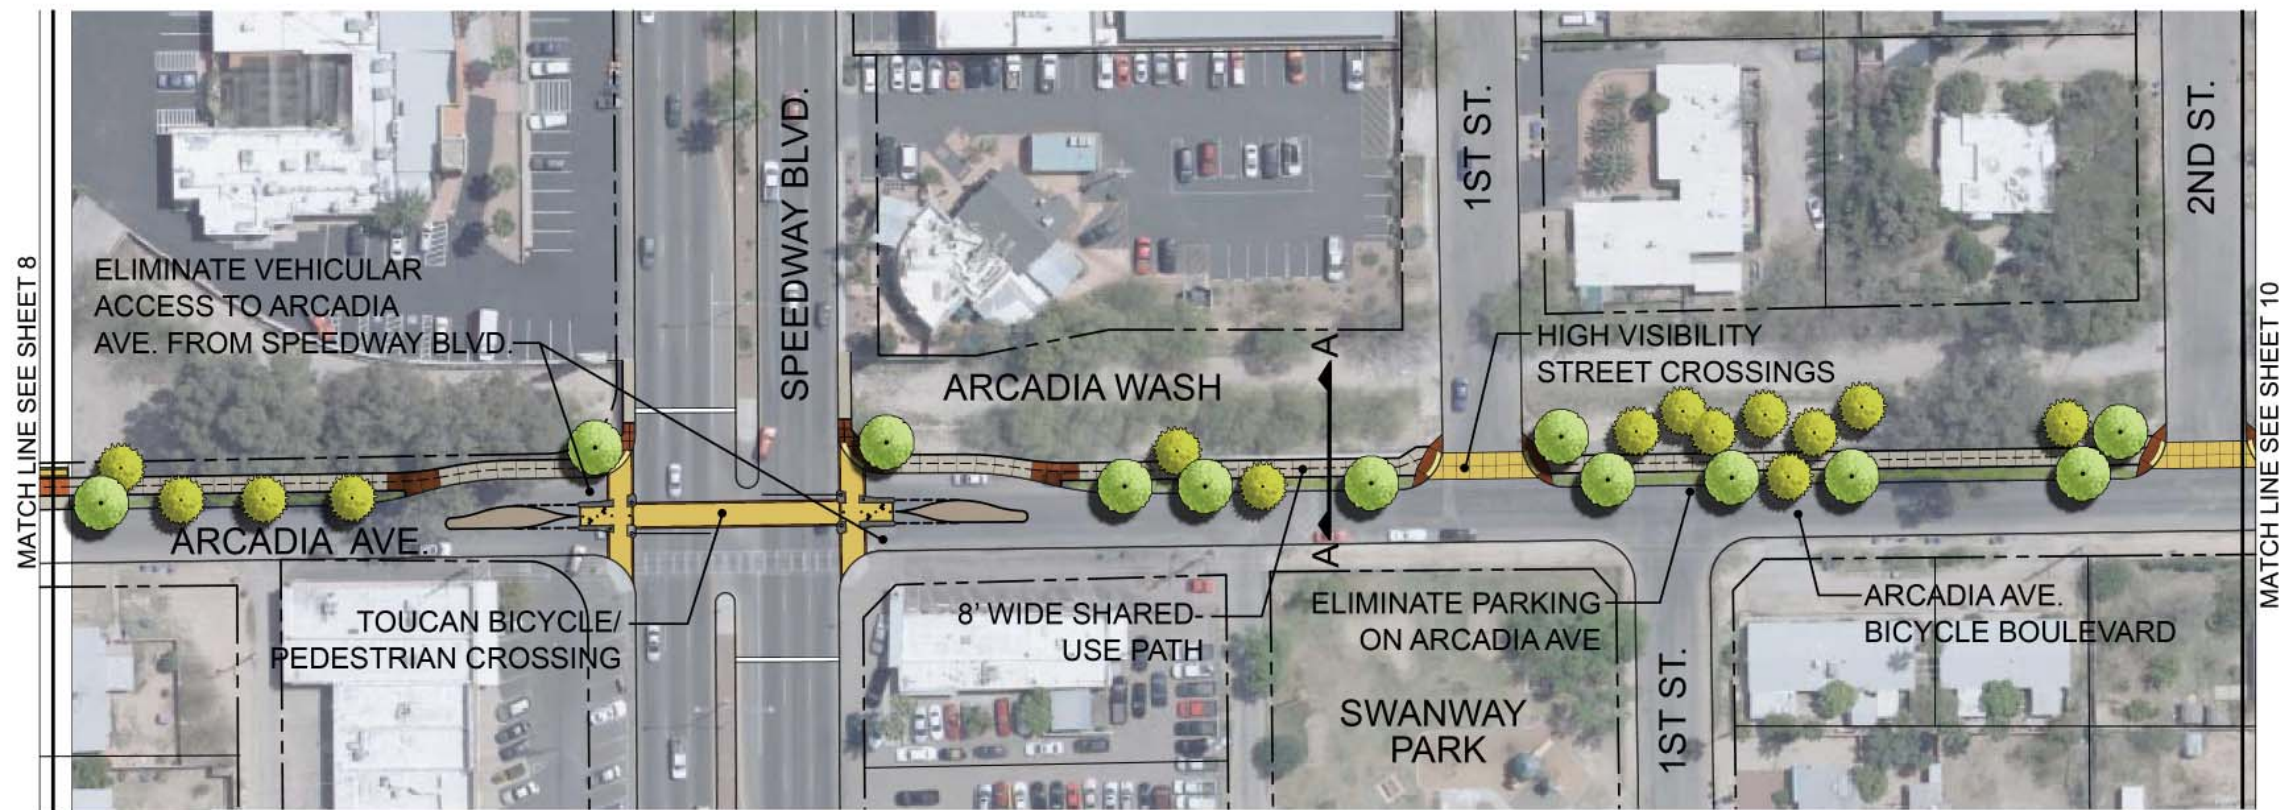 MATCH LINE SEE SHEET 8
ELIMINATE VEHICULAR
ACCESS TO ARCADIA
AVE. FROM SPEEDWAY BLVD.
SPEEDWAY BLVD.
ARCADIA WASH
A
A
1ST ST.
HIGH VISIBILITY
STREET CROSSINGS
2ND ST.
MATCH LINE SEE SHEET 10
ARCADIA AVE.
TOUCAN BICYCLE/
PEDESTRIAN CROSSING
8' WIDE SHARED-
USE PATH
ELIMINATE PARKING
ON ARCADIA AVE
SWANWAY
PARK
1ST ST.
ARCADIA AVE.
BICYCLE BOULEVARD